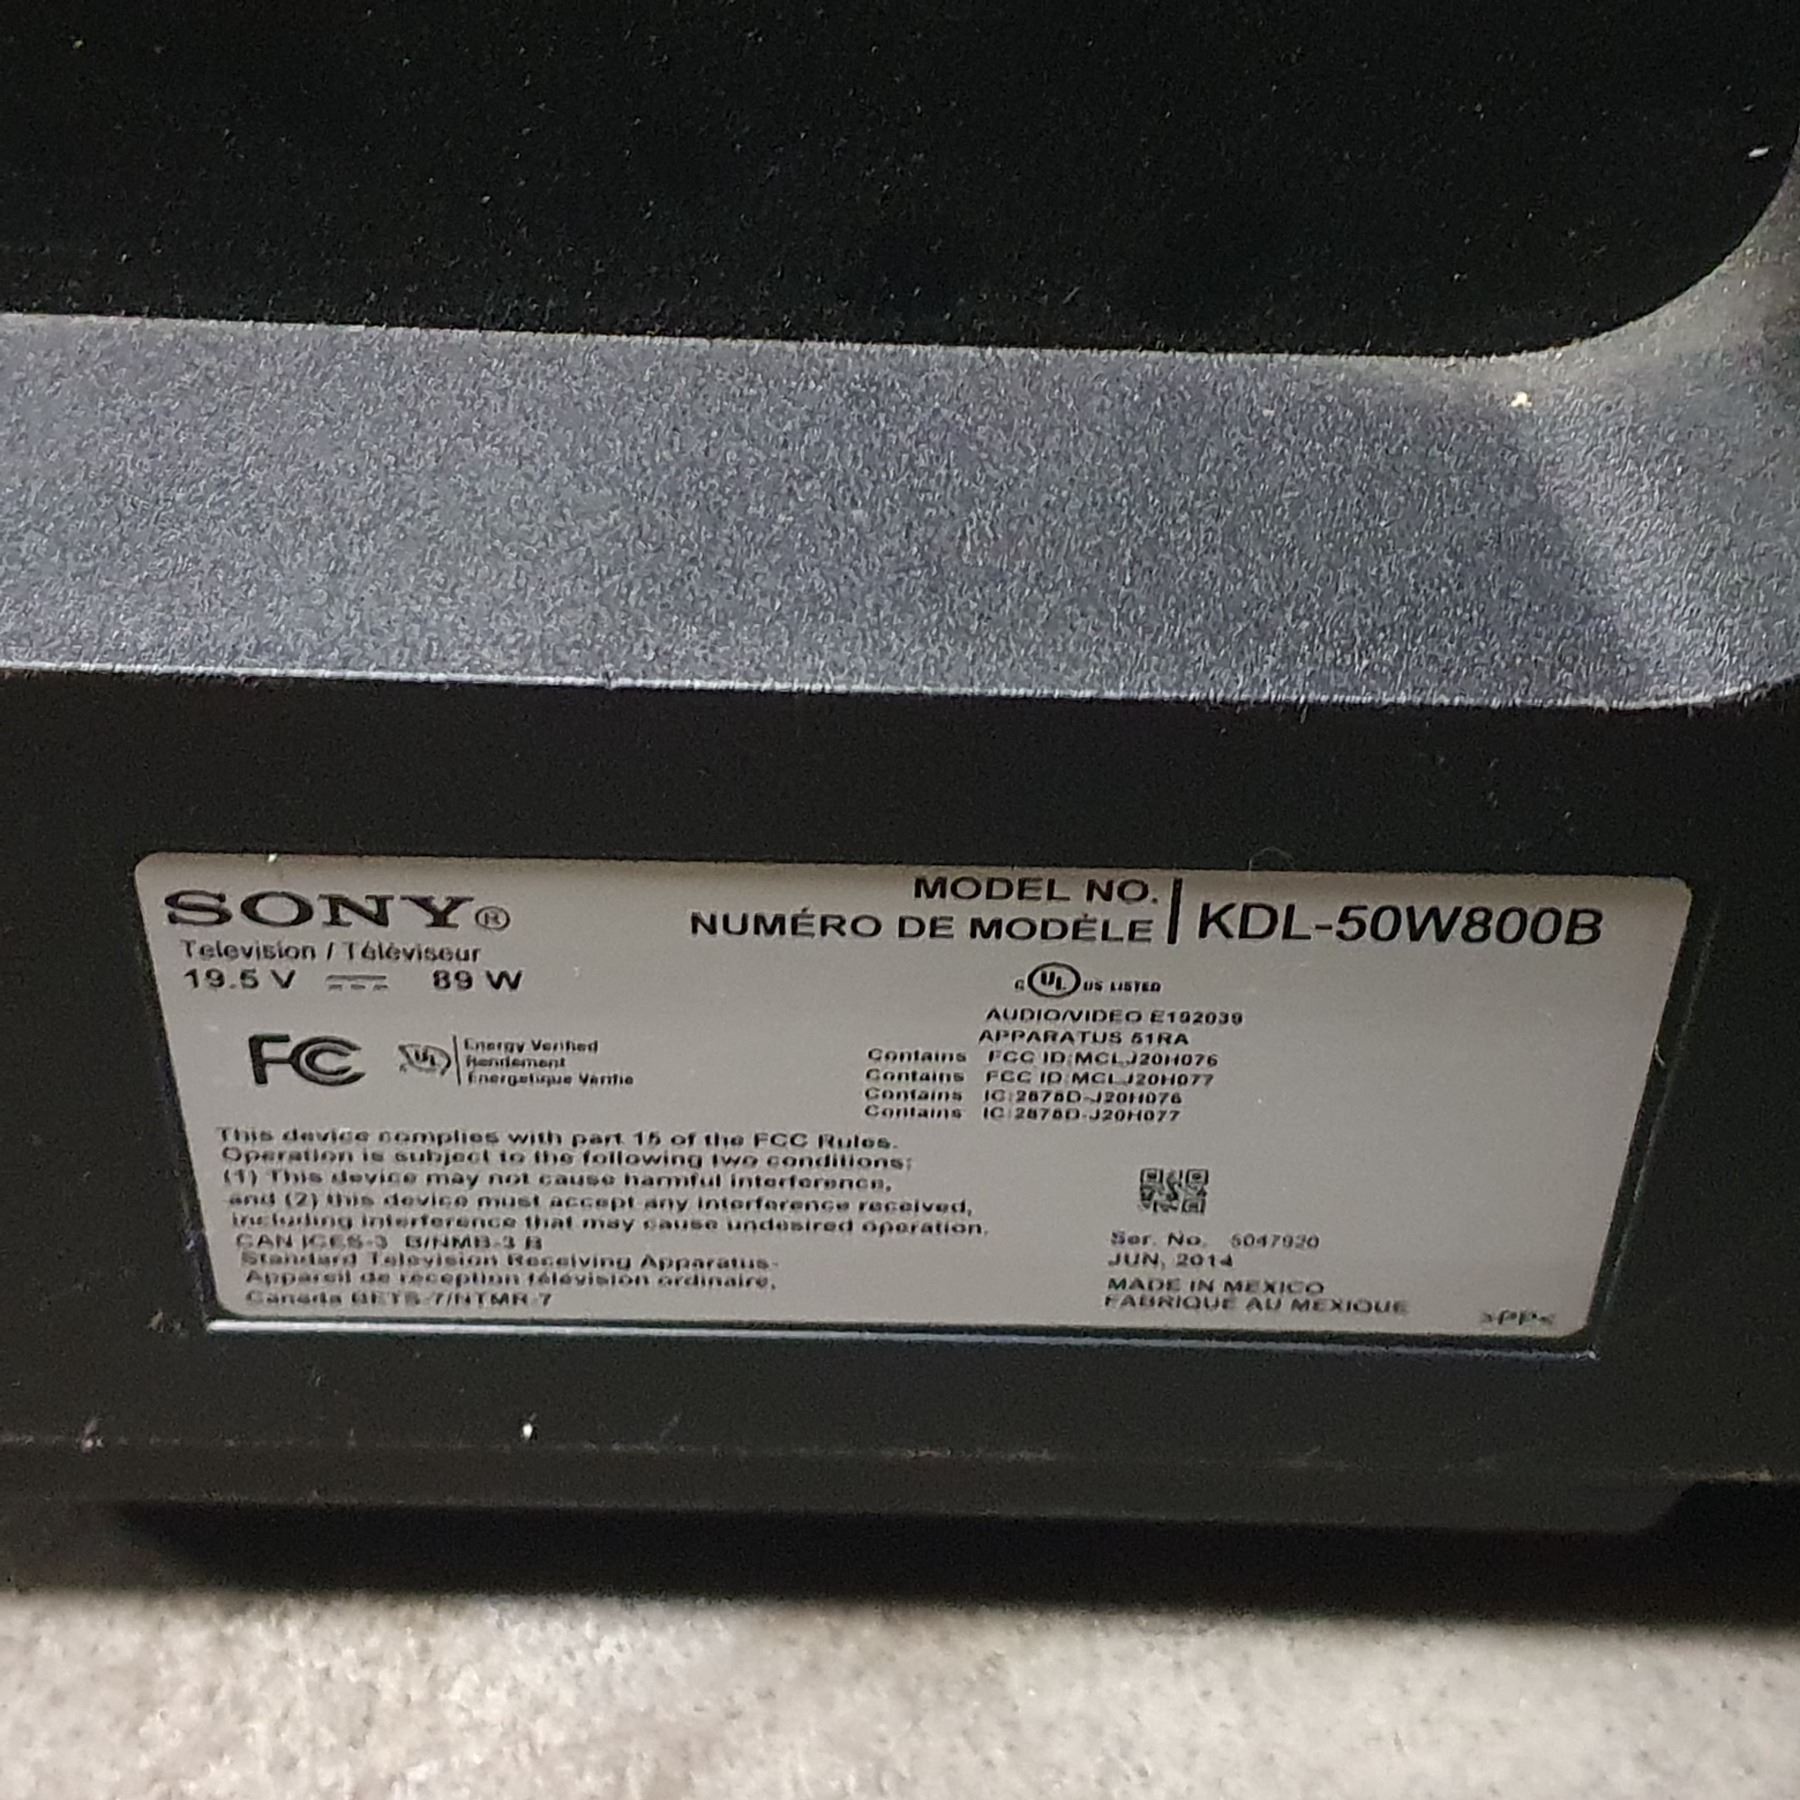 SONY®
Television / Téléviseur
19.5 V 89 W
MODEL NO.
NUMÉRO DE MODÈLE
KDL-50W800B
c UL US LISTED
AUDIO/VIDEO E192039
APPARATUS 51RA
Contains FCC ID:MCLJ20H076
Contains FCC ID:MCLJ20H077
Contains IC:2878D-J20H076
Contains IC:2878D-J20H077
FC
UL
Energy Verified
Rendement
Énergétique Vérifié
This device complies with part 15 of the FCC Rules.
Operation is subject to the following two conditions:
(1) This device may not cause harmful interference,
and (2) this device must accept any interference received,
including interference that may cause undesired operation.
CAN ICES-3 B/NMB-3 B
Standard Television Receiving Apparatus-
Appareil de réception télévision ordinaire,
Canada BETS-7/NTMR-7
Ser. No. 5047920
JUN, 2014
MADE IN MEXICO
FABRIQUÉ AU MEXIQUE
>PP<